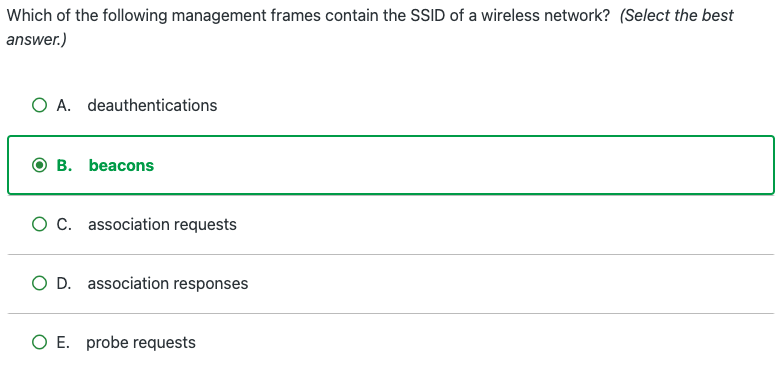 Which of the following management frames contain the SSID of a wireless network? (Select the best
answer.)
A. deauthentications
B. beacons
C. association requests
D. association responses
E. probe requests